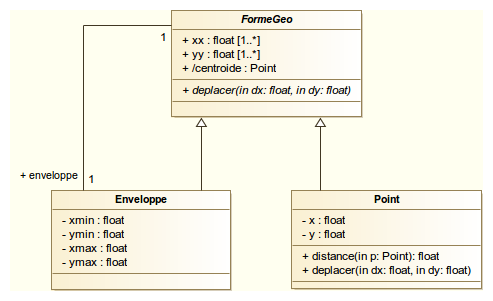 FormeGeo
+ xx : float [1..*]
+ yy : float [1..*]
+ /centroide : Point
+ deplacer(in dx: float, in dy: float)
1
+ enveloppe
1
Enveloppe
- xmin : float
- ymin : float
- xmax : float
- ymax : float
Point
- x : float
- y : float
+ distance(in p: Point): float
+ deplacer(in dx: float, in dy: float)